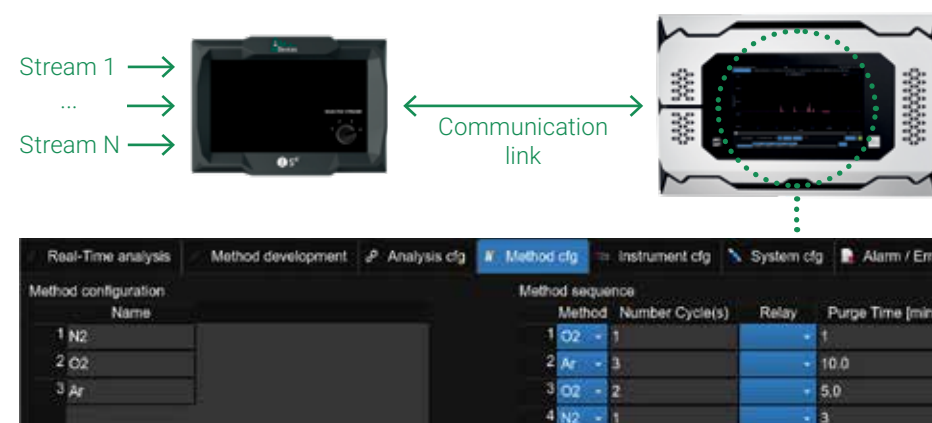 Stream 1
...
Stream N
Communication
link
Real-Time analysis Method development Analysis cfg Method cfg Instrument cfg System cfg Alarm / Err
Method configuration
Name
1 N2
2 O2
3 Ar
Method sequence
Method Number Cycle(s) Relay Purge Time [min
1 O2 1 1
2 Ar 3 10.0
3 O2 2 5.0
4 N2 1 3